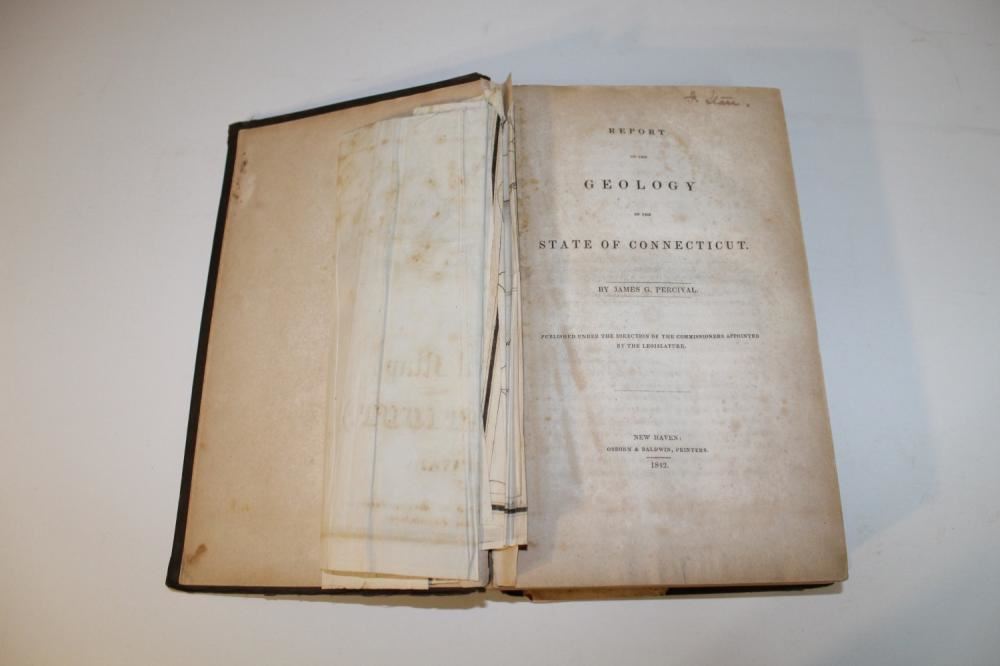 REPORT
ON THE
GEOLOGY
OF THE
STATE OF CONNECTICUT.
BY JAMES G. PERCIVAL.
PUBLISHED UNDER THE DIRECTION OF THE COMMISSIONERS APPOINTED
BY THE LEGISLATURE.
NEW HAVEN:
OSBORN & BALDWIN, PRINTERS.
1842.